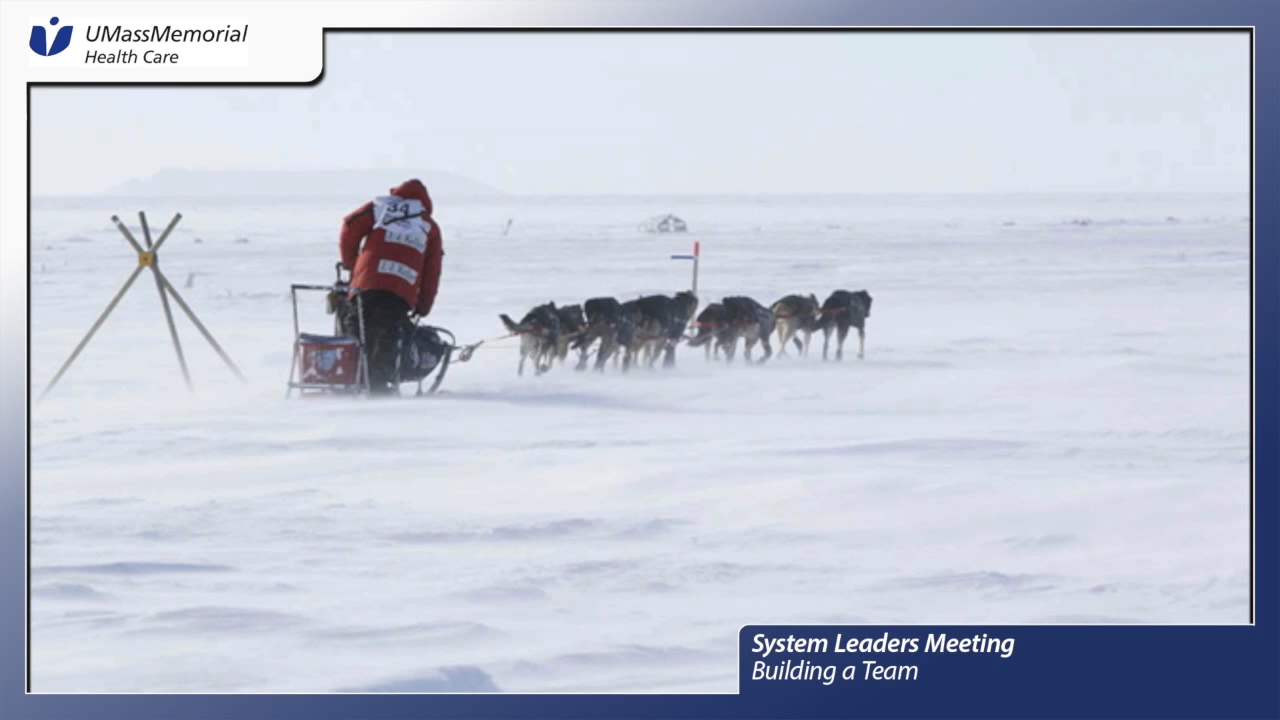 UMassMemorial
Health Care
34
System Leaders Meeting
Building a Team